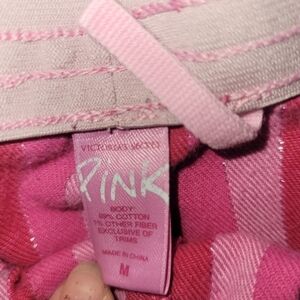 VICTORIA'S SECRET
PINK
BODY
99% COTTON
1% OTHER FIBER
EXCLUSIVE OF
TRIMS
MADE IN CHINA
M